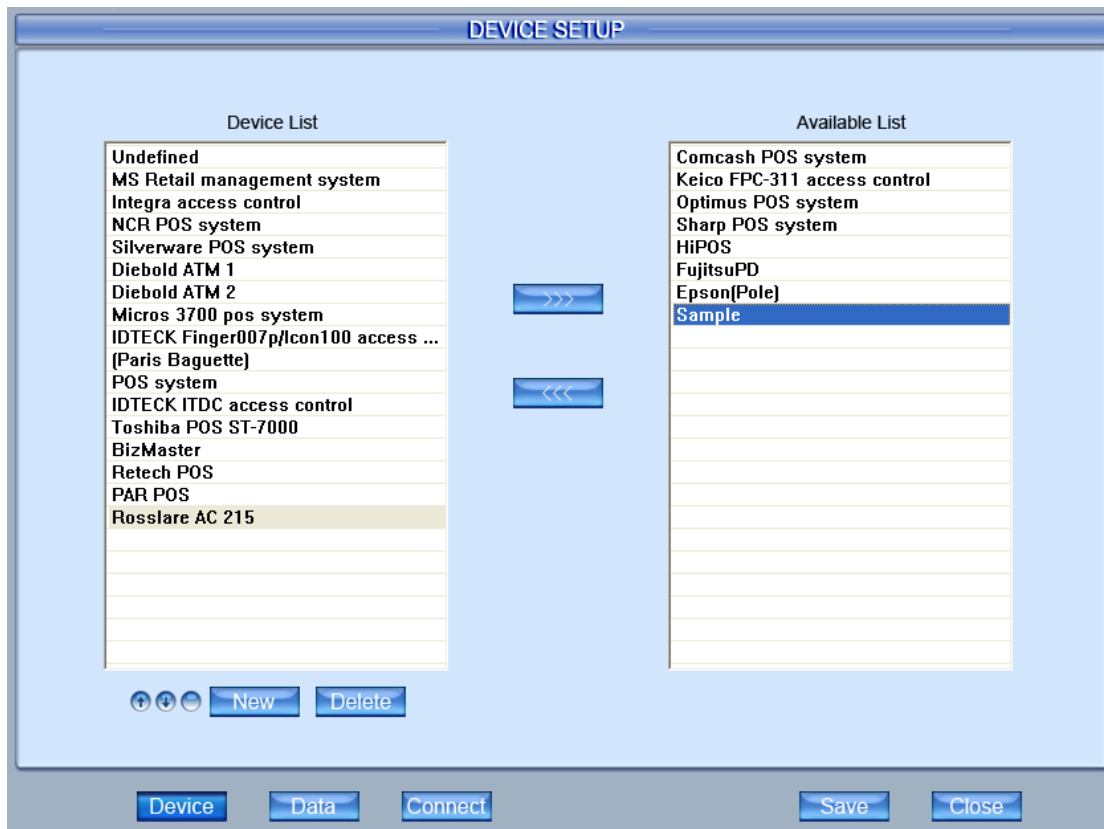 DEVICE SETUP
Device List
Undefined
MS Retail management system
Integra access control
NCR POS system
Silverware POS system
Diebold ATM 1
Diebold ATM 2
Micros 3700 pos system
IDTECK Finger007p/Icon100 access ...
(Paris Baguette)
POS system
IDTECK ITDC access control
Toshiba POS ST-7000
BizMaster
Retech POS
PAR POS
Rosslare AC 215
>>>
<<<
Available List
Comcash POS system
Keico FPC-311 access control
Optimus POS system
Sharp POS system
HiPOS
FujitsuPD
Epson(Pole)
Sample
New Delete
Device Data Connect Save Close